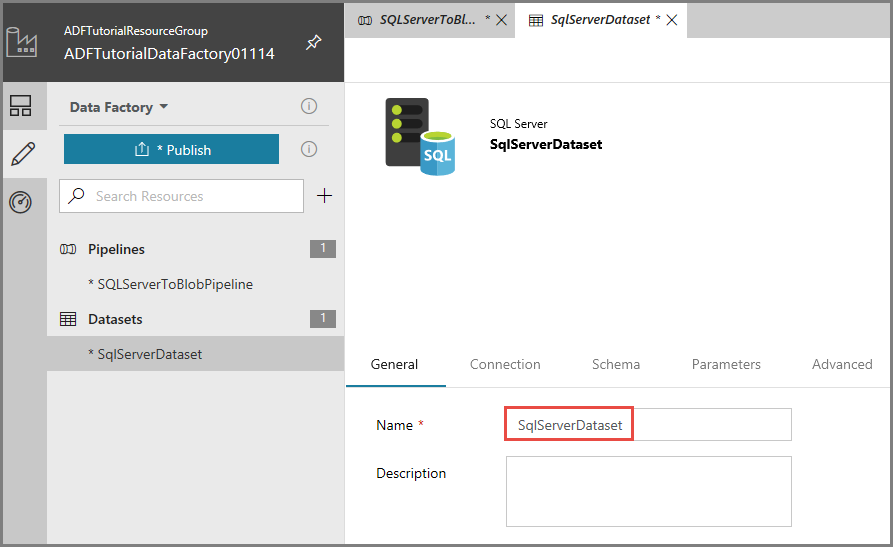 ADFTutorialResourceGroup
ADFTutorialDataFactory01114
SQLServerToBl... *
SqlServerDataset *
Data Factory
* Publish
Search Resources
Pipelines 1
* SQLServerToBlobPipeline
Datasets 1
* SqlServerDataset
SQL
SQL Server
SqlServerDataset
General Connection Schema Parameters Advanced
Name * SqlServerDataset
Description